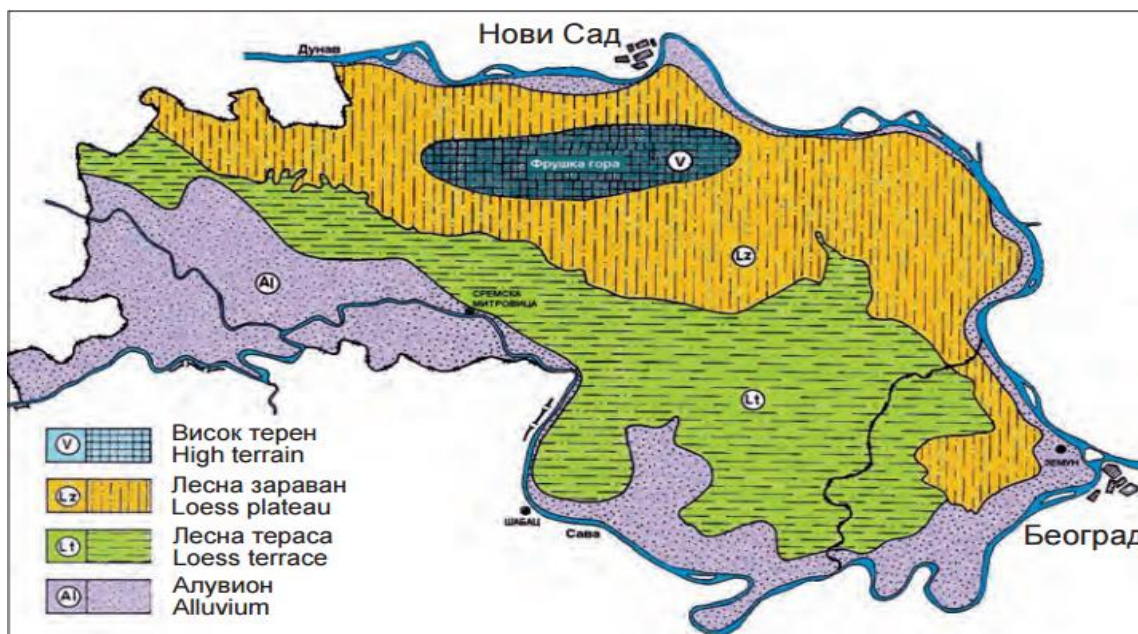 Нови Сад
Дунав
Фрушка гора
V
Lz
Al
СРЕМСКА
МИТРОВИЦА
Lt
ЗЕМУН
ШАБАЦ
Сава
Београд
V
Висок терен
High terrain
Lz
Лесна зараван
Loess plateau
Lt
Лесна тераса
Loess terrace
Al
Алувион
Alluvium